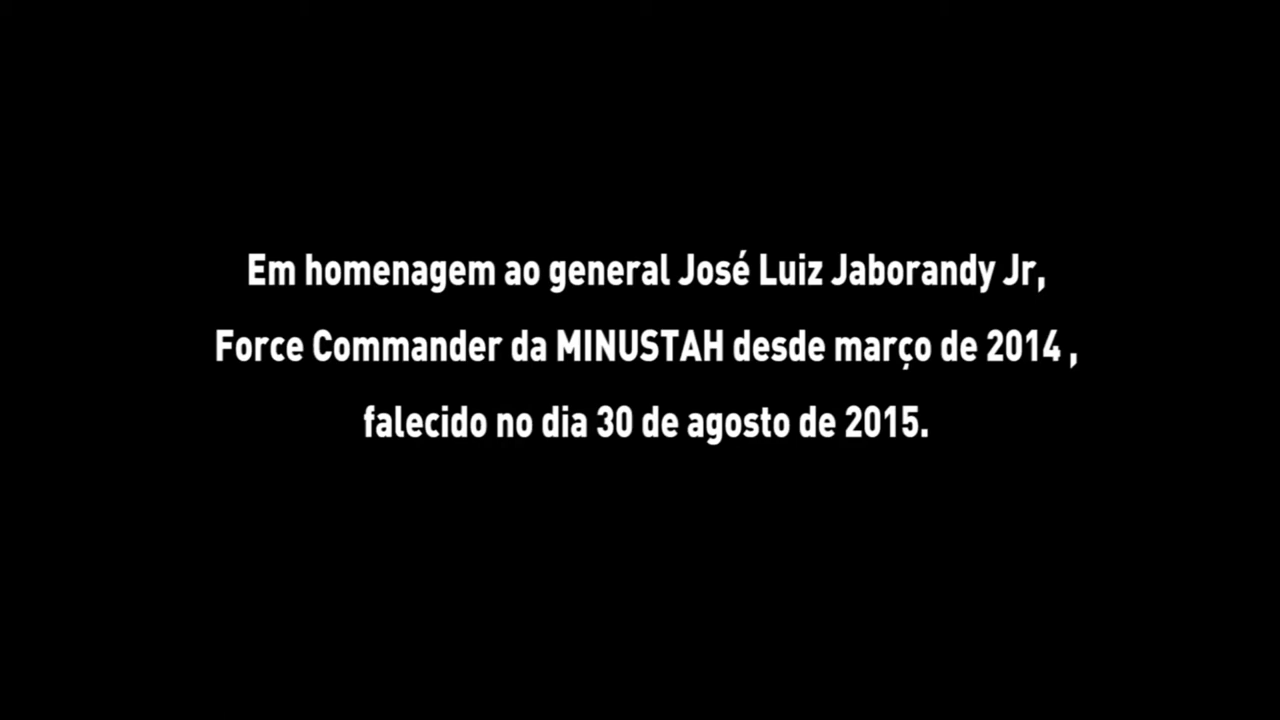 Em homenagem ao general José Luiz Jaborandy Jr,
Force Commander da MINUSTAH desde março de 2014 ,
falecido no dia 30 de agosto de 2015.